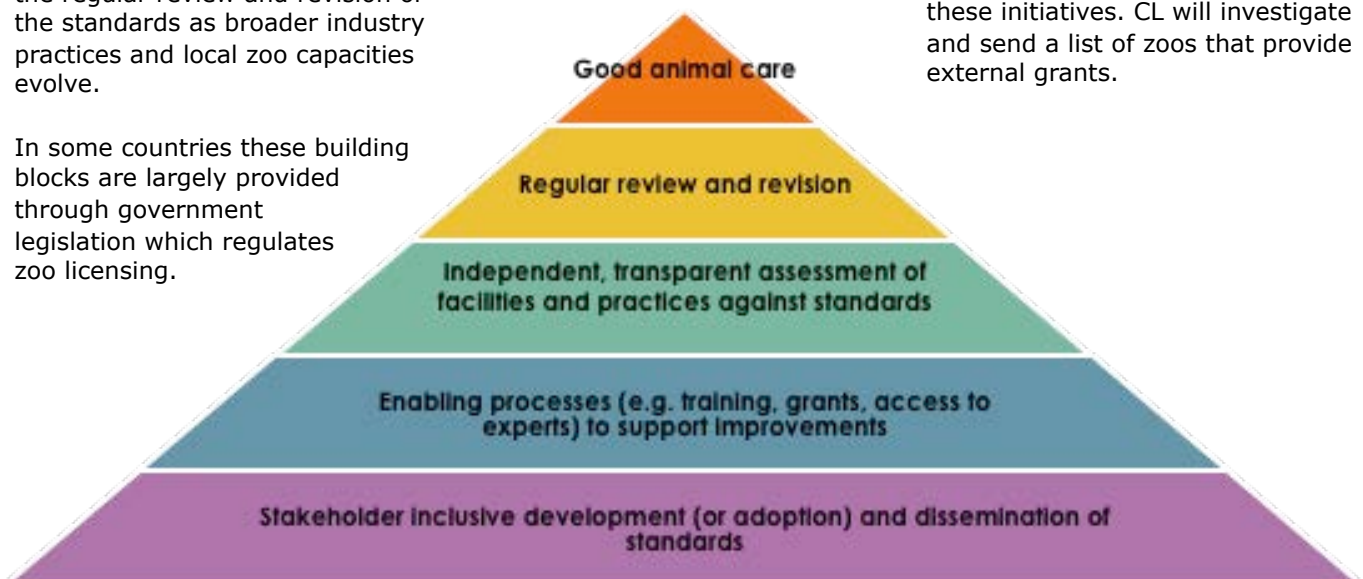 the regular review and revision of
the standards as broader industry
practices and local zoo capacities
evolve.
In some countries these building
blocks are largely provided
through government
legislation which regulates
zoo licensing.
these initiatives. CL will investigate
and send a list of zoos that provide
external grants.
Good animal care
Regular review and revision
Independent, transparent assessment of
facilities and practices against standards
Enabling processes (e.g. training, grants, access to
experts) to support improvements
Stakeholder inclusive development (or adoption) and dissemination of
standards